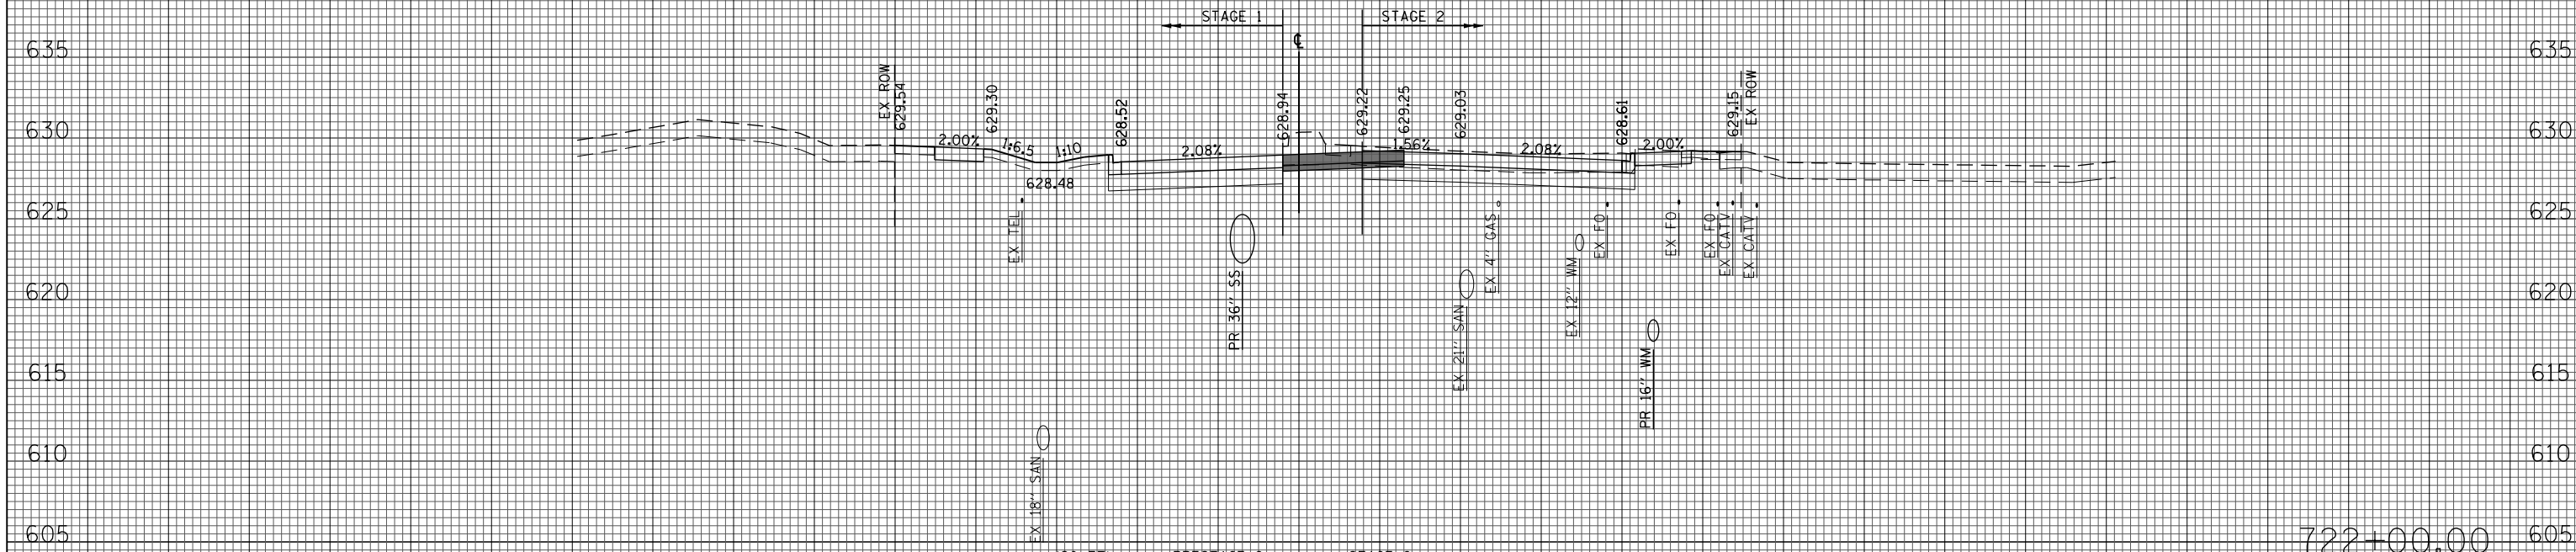 STAGE 1
STAGE 2
℄
635
635
EX ROW
629.54
629.30
628.52
628.94
629.22
629.25
629.03
628.61
629.15
EX ROW
630
630
2.00%
1:6.5
1:10
2.08%
1.56%
2.08%
2.00%
628.48
625
625
EX TEL
PR 36" SS
EX 21" SAN
EX 4" GAS
EX 12" WM
EX FO
PR 16" WM
EX FO
EX FO
EX CATV
EX CATV
620
620
615
615
610
610
EX 18" SAN
605
722+00.00
605